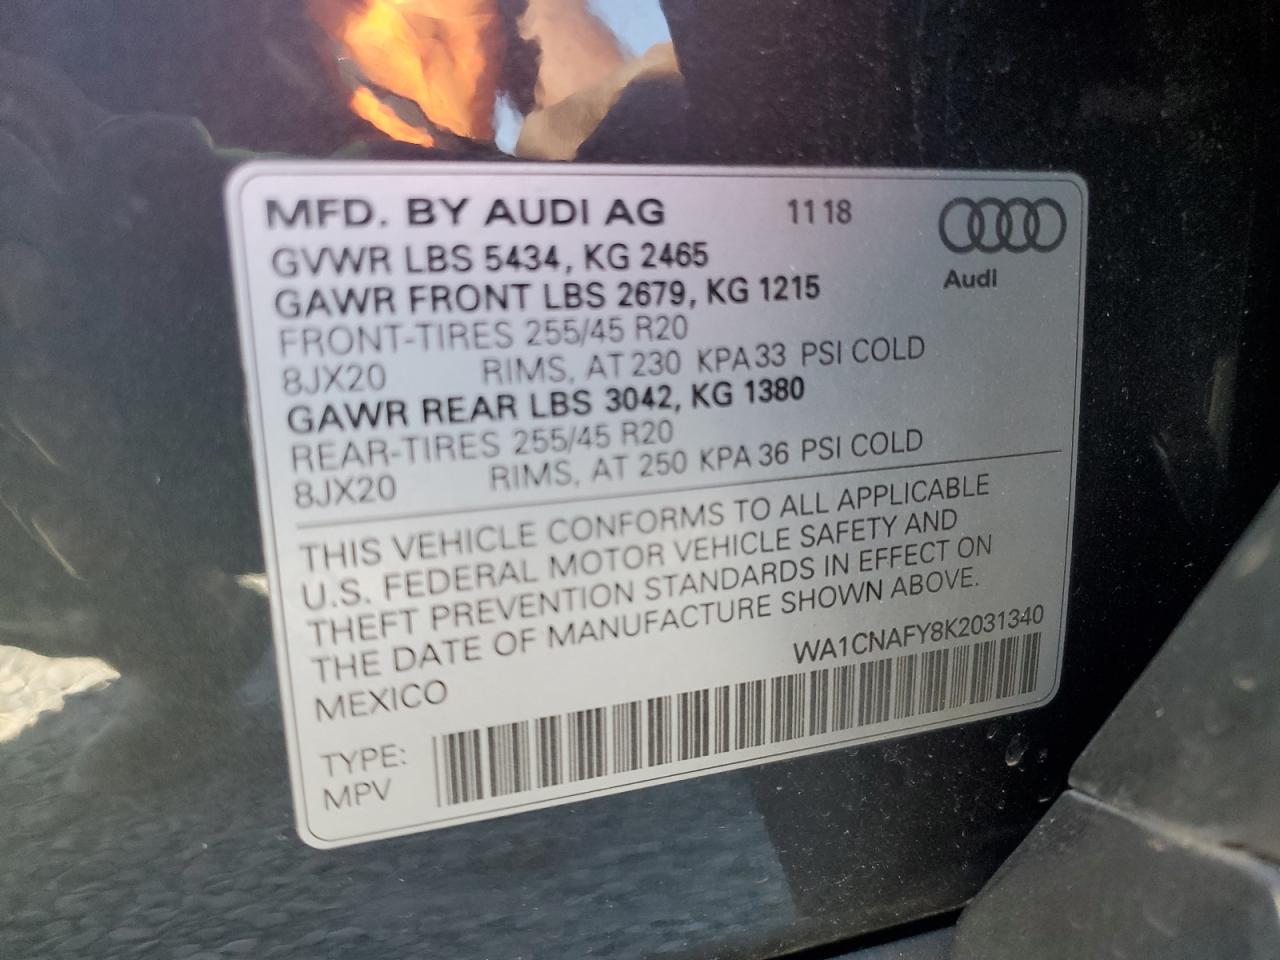 MFD. BY AUDI AG 11 18
Audi
GVWR LBS 5434, KG 2465
GAWR FRONT LBS 2679, KG 1215
FRONT-TIRES 255/45 R20
8JX20 RIMS, AT 230 KPA 33 PSI COLD
GAWR REAR LBS 3042, KG 1380
REAR-TIRES 255/45 R20
8JX20 RIMS, AT 250 KPA 36 PSI COLD
THIS VEHICLE CONFORMS TO ALL APPLICABLE
U.S. FEDERAL MOTOR VEHICLE SAFETY AND
THEFT PREVENTION STANDARDS IN EFFECT ON
THE DATE OF MANUFACTURE SHOWN ABOVE.
MEXICO
WA1CNAFY8K2031340
TYPE:
MPV